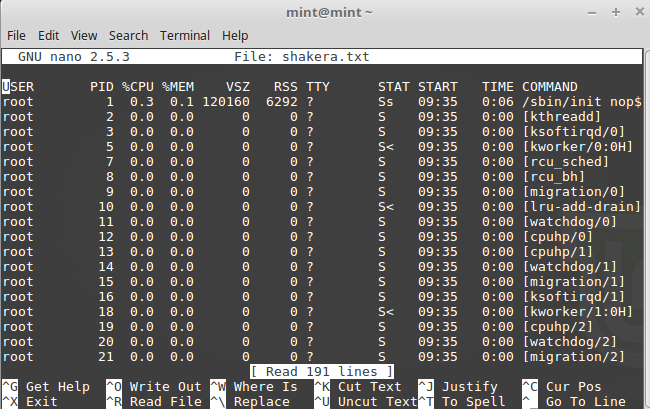 mint@mint ~
File Edit View Search Terminal Help
GNU nano 2.5.3 File: shakera.txt
USER PID %CPU %MEM VSZ RSS TTY STAT START TIME COMMAND
root 1 0.3 0.1 120160 6292 ? Ss 09:35 0:06 /sbin/init nop$
root 2 0.0 0.0 0 0 ? S 09:35 0:00 [kthreadd]
root 3 0.0 0.0 0 0 ? S 09:35 0:00 [ksoftirqd/0]
root 5 0.0 0.0 0 0 ? S< 09:35 0:00 [kworker/0:0H]
root 7 0.0 0.0 0 0 ? S 09:35 0:00 [rcu_sched]
root 8 0.0 0.0 0 0 ? S 09:35 0:00 [rcu_bh]
root 9 0.0 0.0 0 0 ? S 09:35 0:00 [migration/0]
root 10 0.0 0.0 0 0 ? S< 09:35 0:00 [lru-add-drain]
root 11 0.0 0.0 0 0 ? S 09:35 0:00 [watchdog/0]
root 12 0.0 0.0 0 0 ? S 09:35 0:00 [cpuhp/0]
root 13 0.0 0.0 0 0 ? S 09:35 0:00 [cpuhp/1]
root 14 0.0 0.0 0 0 ? S 09:35 0:00 [watchdog/1]
root 15 0.0 0.0 0 0 ? S 09:35 0:00 [migration/1]
root 16 0.0 0.0 0 0 ? S 09:35 0:00 [ksoftirq/1]
root 18 0.0 0.0 0 0 ? S< 09:35 0:00 [kworker/1:0H]
root 19 0.0 0.0 0 0 ? S 09:35 0:00 [cpuhp/2]
root 20 0.0 0.0 0 0 ? S 09:35 0:00 [watchdog/2]
root 21 0.0 0.0 0 0 ? S 09:35 0:00 [migration/2]
[ Read 191 lines ]
^G Get Help ^O Write Out ^W Where Is ^K Cut Text ^J Justify ^C Cur Pos
^X Exit ^R Read File ^\ Replace ^U Uncut Text ^T To Spell ^_ Go To Line